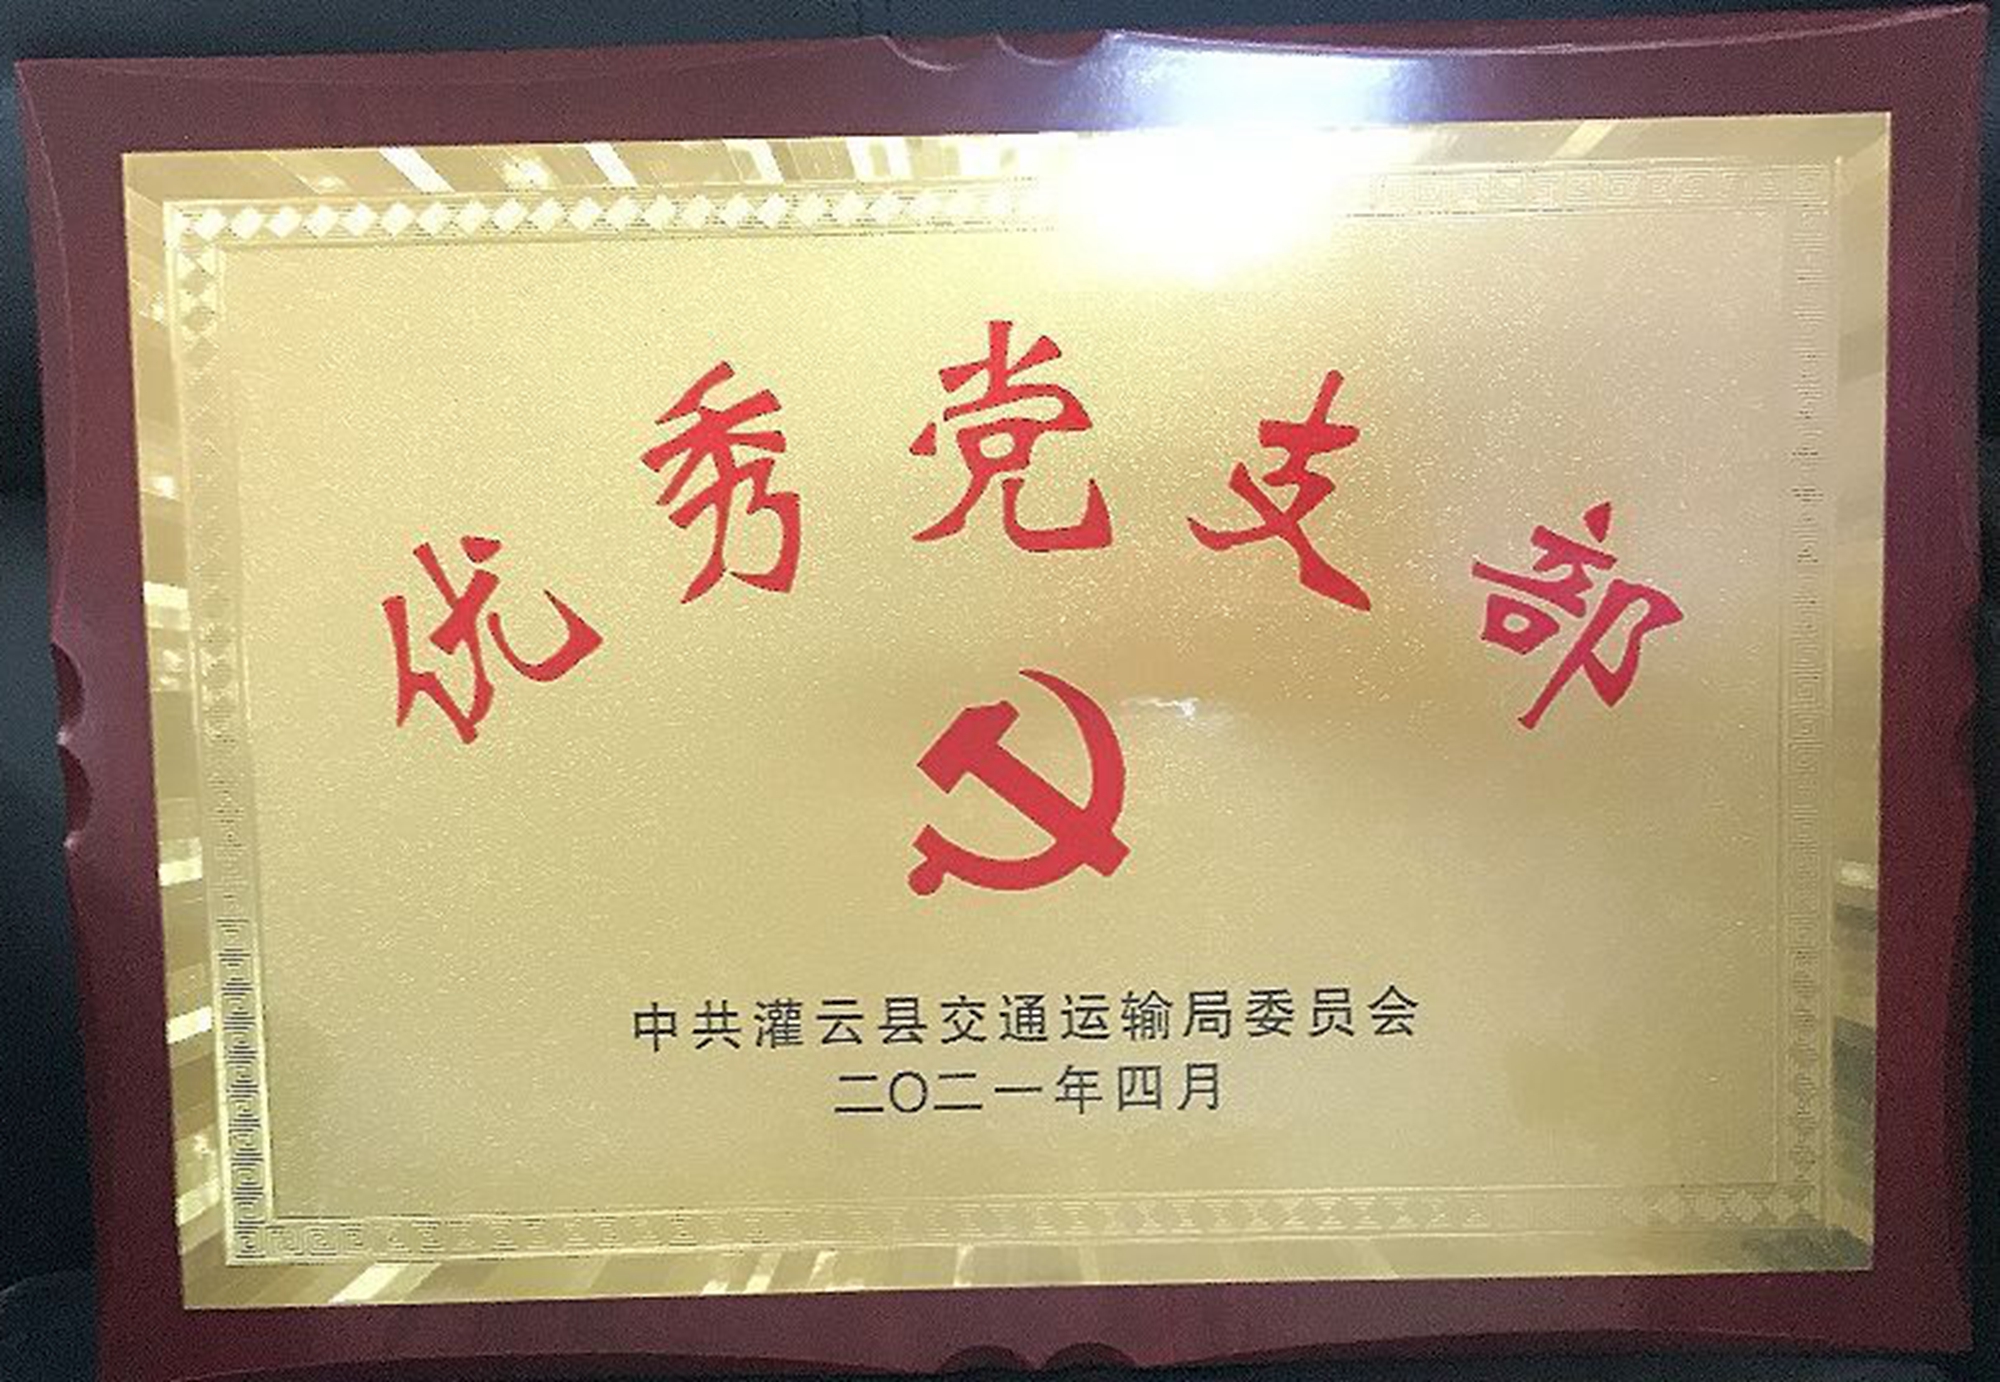 优秀党支部
中共灌云县交通运输局委员会
二〇二一年四月